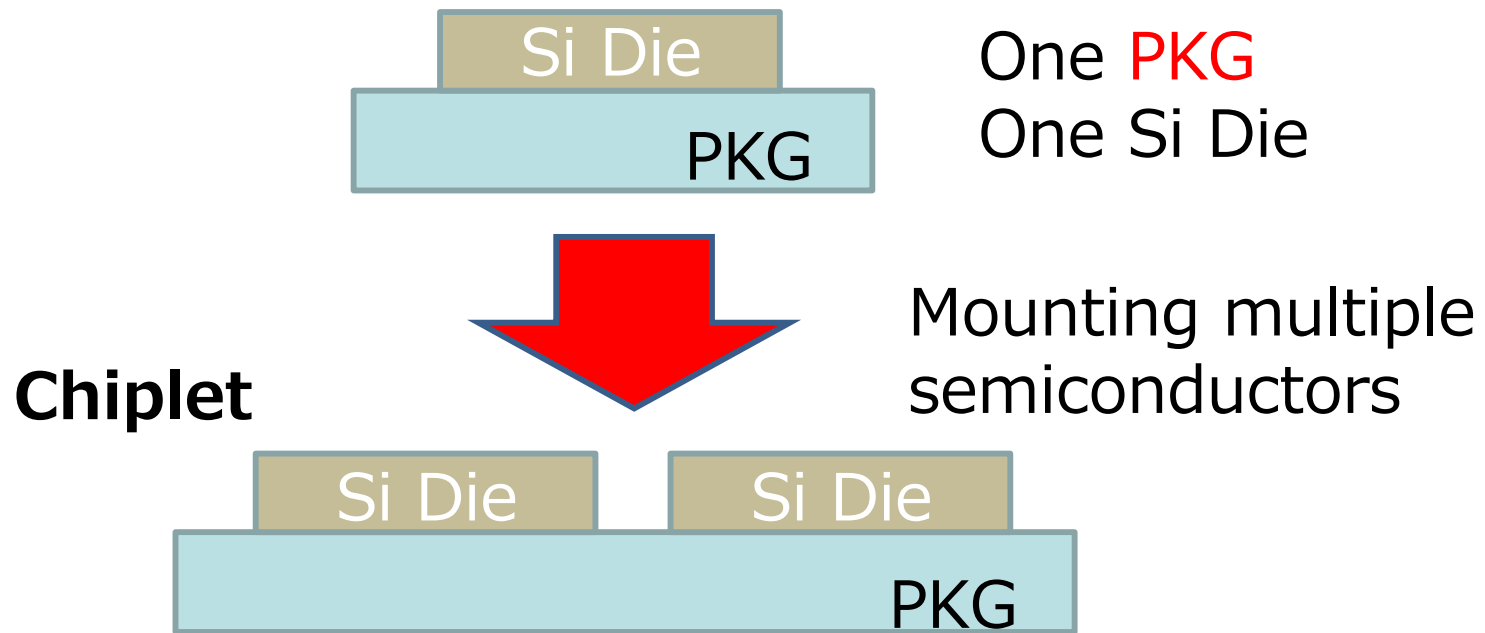 Si Die
PKG
One PKG
One Si Die
Mounting multiple
semiconductors
Chiplet
Si Die
Si Die
PKG